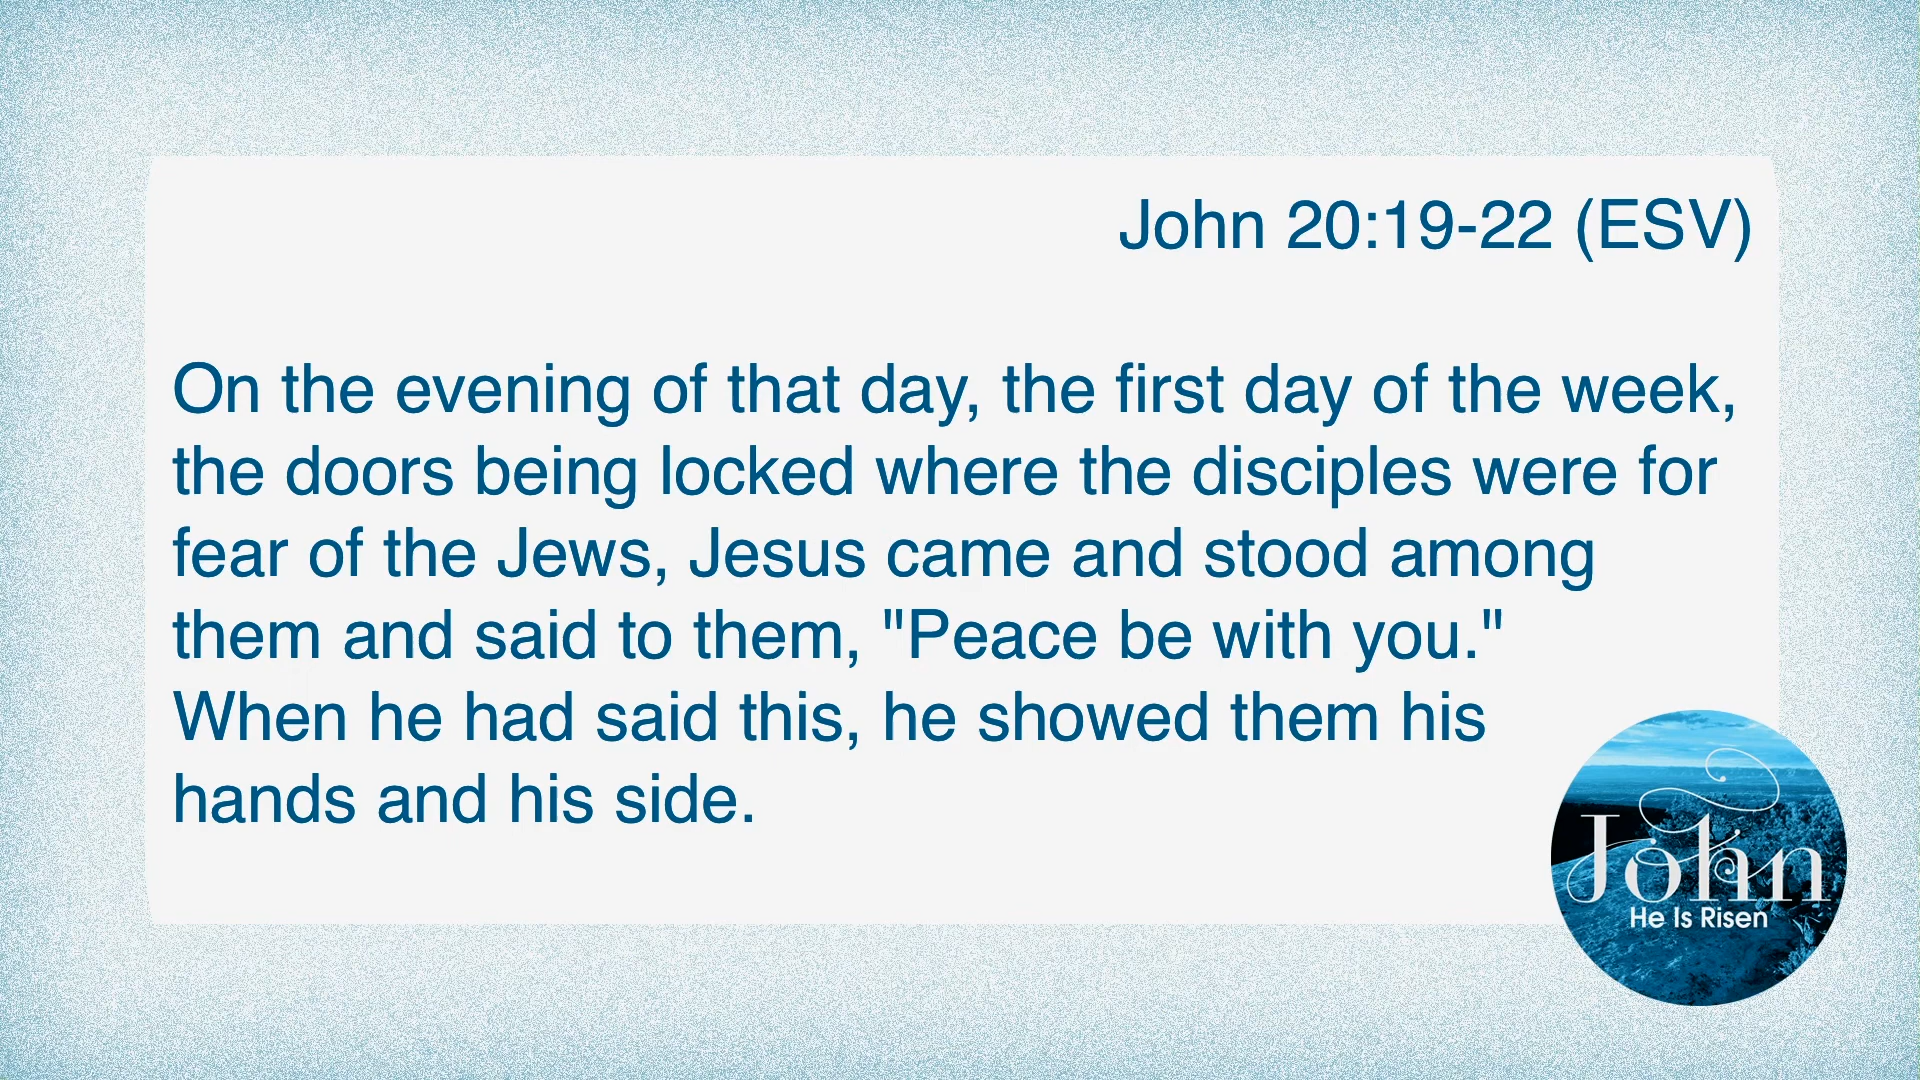 John 20:19-22 (ESV)
On the evening of that day, the first day of the week,
the doors being locked where the disciples were for
fear of the Jews, Jesus came and stood among
them and said to them, "Peace be with you."
When he had said this, he showed them his
hands and his side.
John
He Is Risen